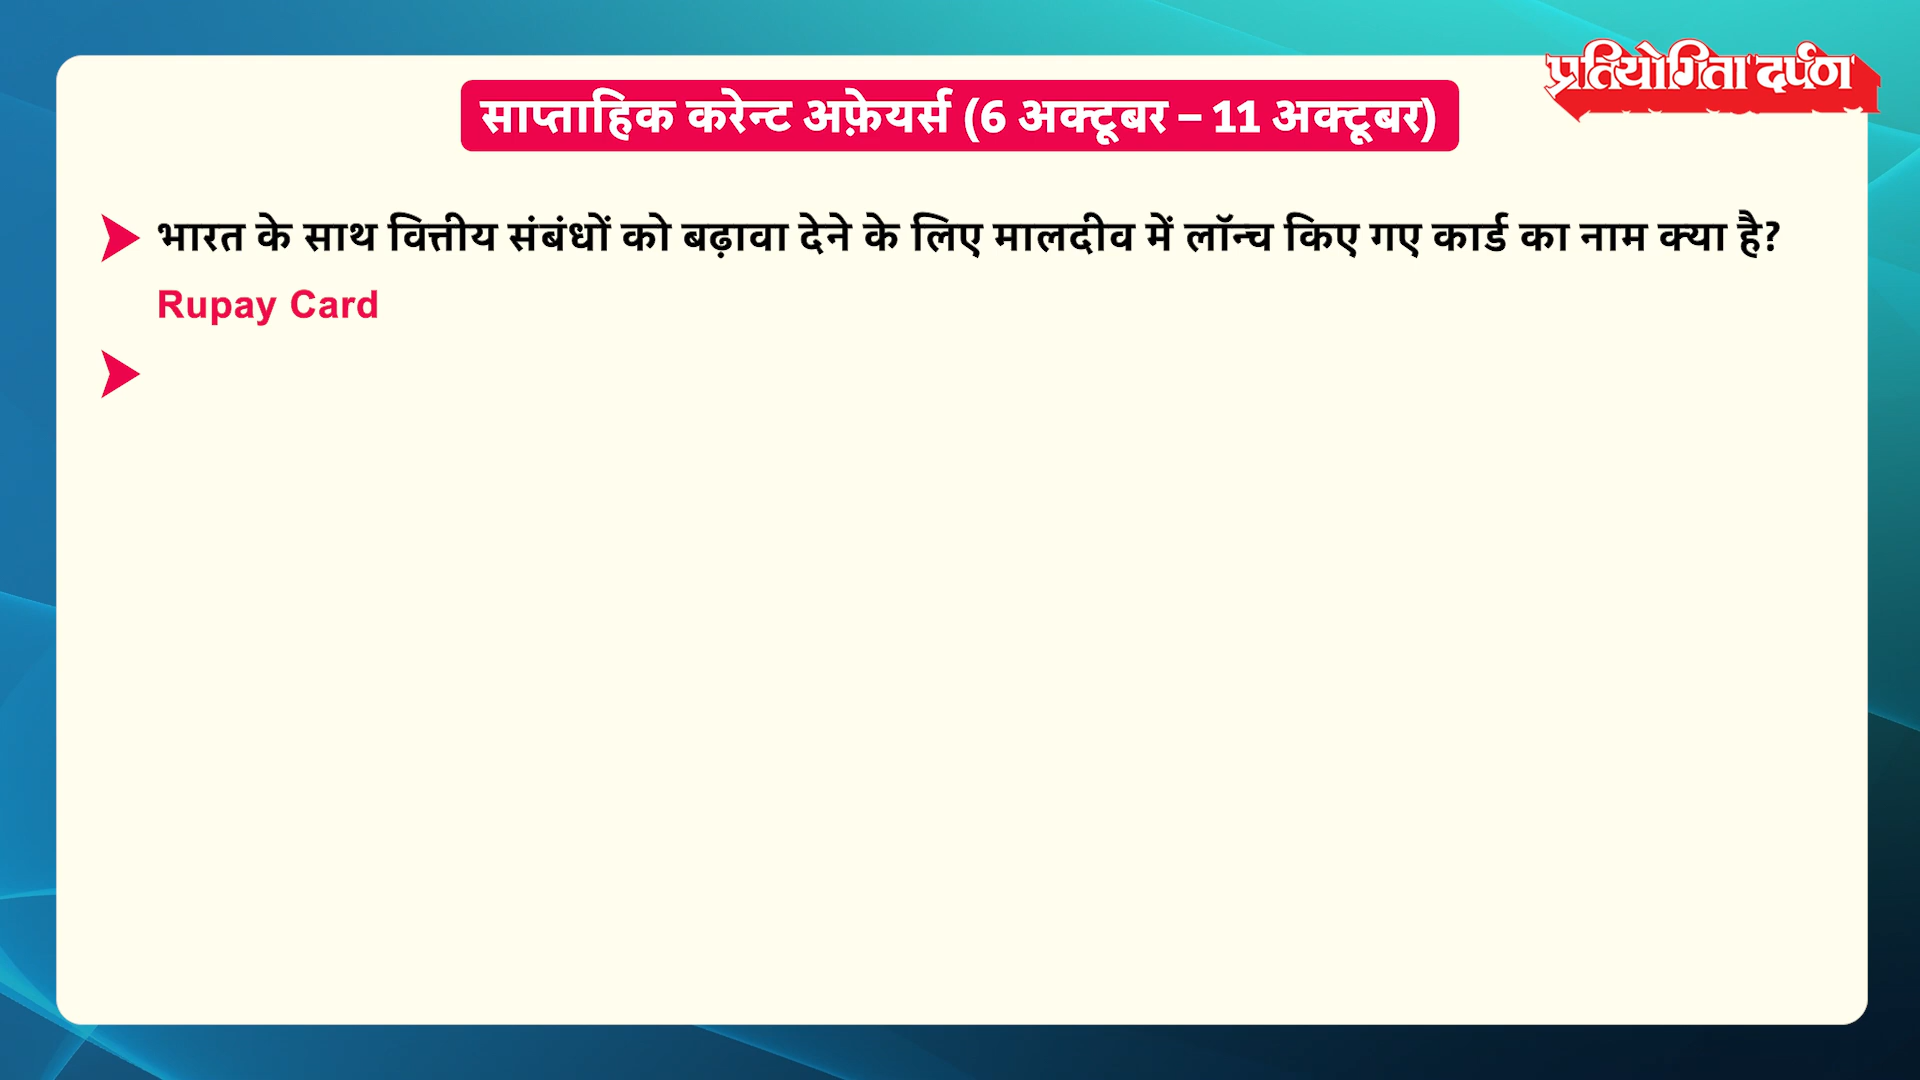 प्रतियोगिता दर्पण
साप्ताहिक करेन्ट अफ़ेयर्स (6 अक्टूबर – 11 अक्टूबर)
भारत के साथ वित्तीय संबंधों को बढ़ावा देने के लिए मालदीव में लॉन्च किए गए कार्ड का नाम क्या है?
Rupay Card